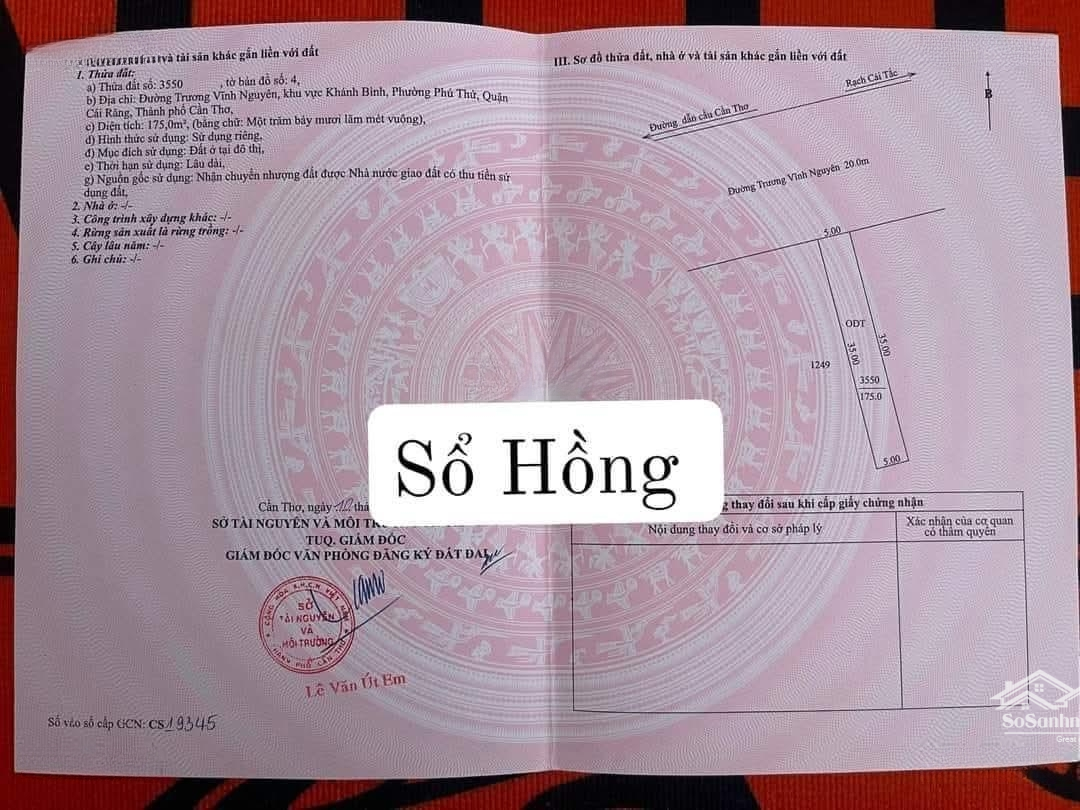 và tài sản khác gắn liền với đất
1. Thửa đất:
a) Thửa đất số: 3550 , tờ bản đồ số: 4,
b) Địa chỉ: Đường Trương Vĩnh Nguyên, khu vực Khánh Bình, Phường Phú Thứ, Quận
Cái Răng, Thành phố Cần Thơ,
c) Diện tích: 175,0m², (bằng chữ: Một trăm bảy mươi lăm mét vuông),
d) Hình thức sử dụng: Sử dụng riêng,
đ) Mục đích sử dụng: Đất ở tại đô thị,
e) Thời hạn sử dụng: Lâu dài,
g) Nguồn gốc sử dụng: Nhận chuyển nhượng đất được Nhà nước giao đất có thu tiền sử
dụng đất,
2. Nhà ở: -/-
3. Công trình xây dựng khác: -/-
4. Rừng sản xuất là rừng trồng: -/-
5. Cây lâu năm: -/-
6. Ghi chú: -/-
Cần Thơ, ngày 12
SỞ TÀI NGUYÊN VÀ MÔI
TUQ. GIÁM ĐỐC
GIÁM ĐỐC VĂN PHÒNG ĐĂNG KÝ ĐẤT ĐAI
CỘNG HÒA X.H.C.N VIỆT NAM
SỞ
TÀI NGUYÊN
VÀ
MÔI TRƯỜNG
THÀNH PHỐ CẦN THƠ
Lê Văn Út Em
Số vào sổ cấp GCN: CS19345
III. Sơ đồ thửa đất, nhà ở và tài sản khác gắn liền với đất
Rạch Cái Tắc
Đường dẫn cầu Cần Thơ
B
Đường Trương Vĩnh Nguyên 20.0m
5.00
ODT
35.00
35.00
1249
3550
175.0
5.00
Sổ Hồng
thay đổi sau khi cấp giấy chứng nhận
Nội dung thay đổi và cơ sở pháp lý
Xác nhận của cơ quan
có thẩm quyền
SoSanhn
Great